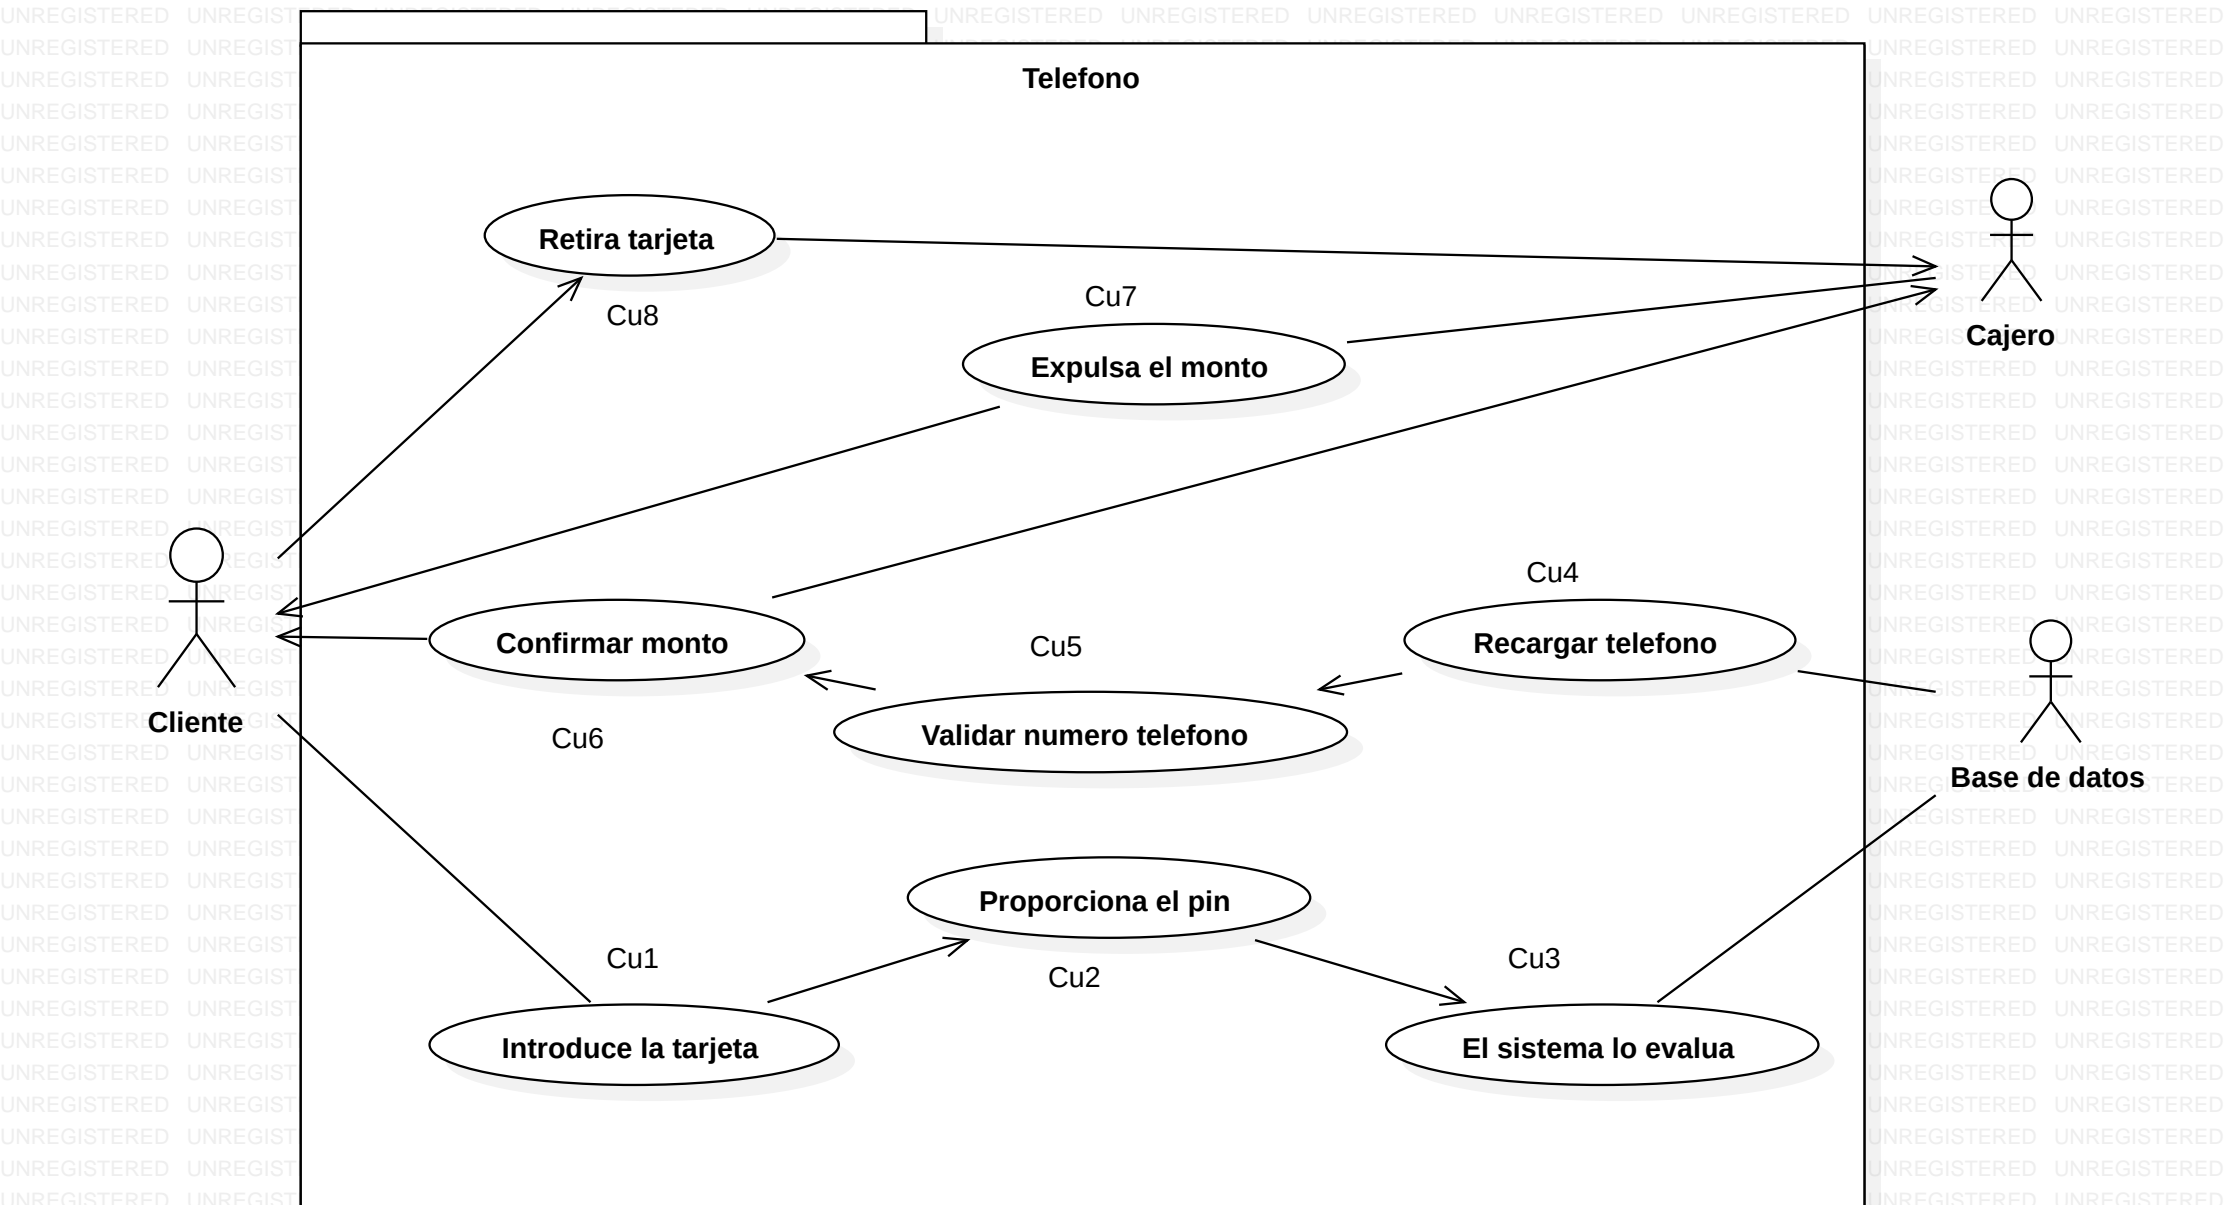 Telefono
Retira tarjeta
Cu8
Cu7
Expulsa el monto
Cajero
Cu4
Recargar telefono
Confirmar monto
Cu5
Cliente
Cu6
Validar numero telefono
Base de datos
Proporciona el pin
Cu1
Cu2
Cu3
Introduce la tarjeta
El sistema lo evalua
UNREGISTERED